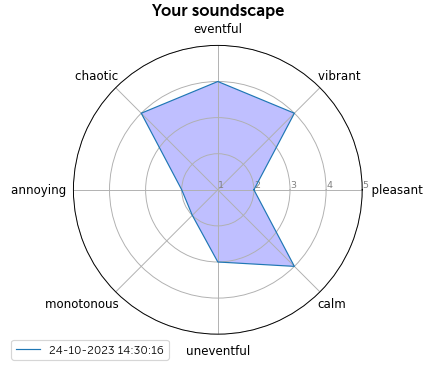 Your soundscape
eventful
chaotic
vibrant
annoying
1
2
3
4
5
pleasant
monotonous
calm
24-10-2023 14:30:16
uneventful